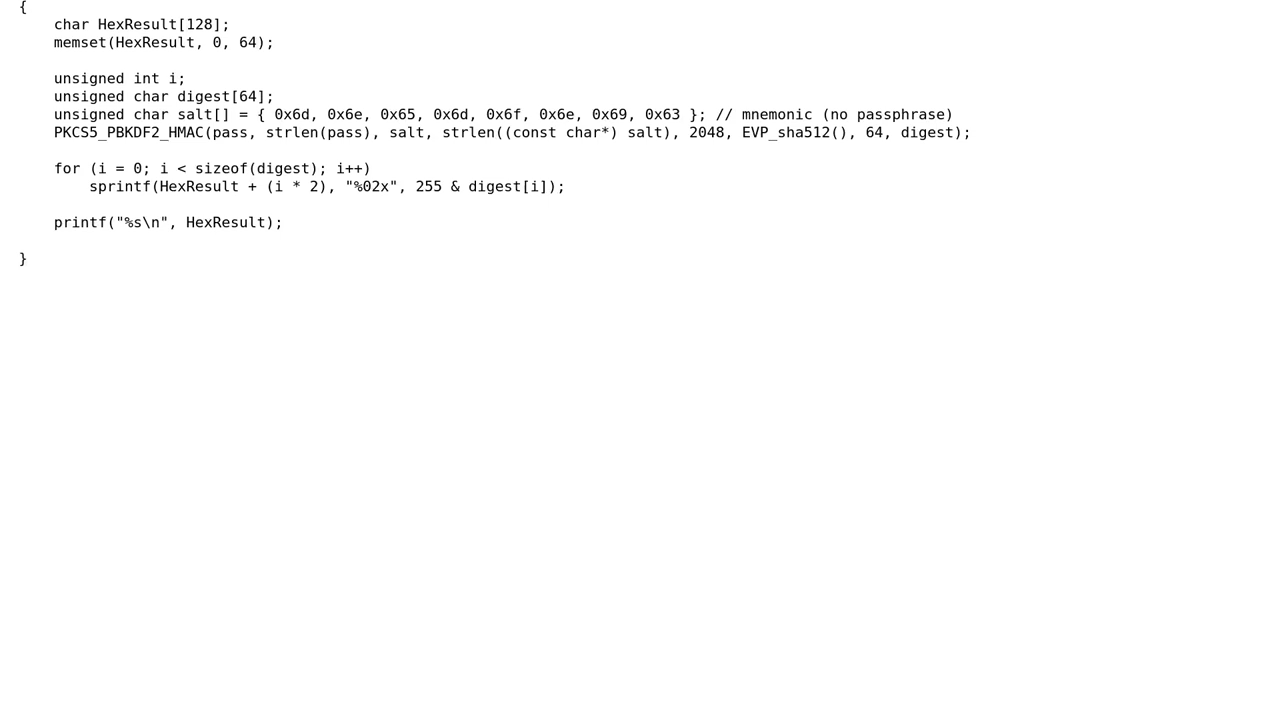 {
    char HexResult[128];
    memset(HexResult, 0, 64);

    unsigned int i;
    unsigned char digest[64];
    unsigned char salt[] = { 0x6d, 0x6e, 0x65, 0x6d, 0x6f, 0x6e, 0x69, 0x63 }; // mnemonic (no passphrase)
    PKCS5_PBKDF2_HMAC(pass, strlen(pass), salt, strlen((const char*) salt), 2048, EVP_sha512(), 64, digest);

    for (i = 0; i < sizeof(digest); i++)
        sprintf(HexResult + (i * 2), "%02x", 255 & digest[i]);

    printf("%s\n", HexResult);

}